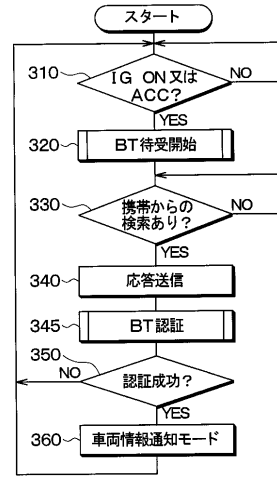 スタート
310
IG ON又は
ACC?
NO
YES
320
BT待受開始
330
携帯からの
検索あり?
NO
YES
340
応答送信
345
BT認証
350
認証成功?
NO
YES
360
車両情報通知モード